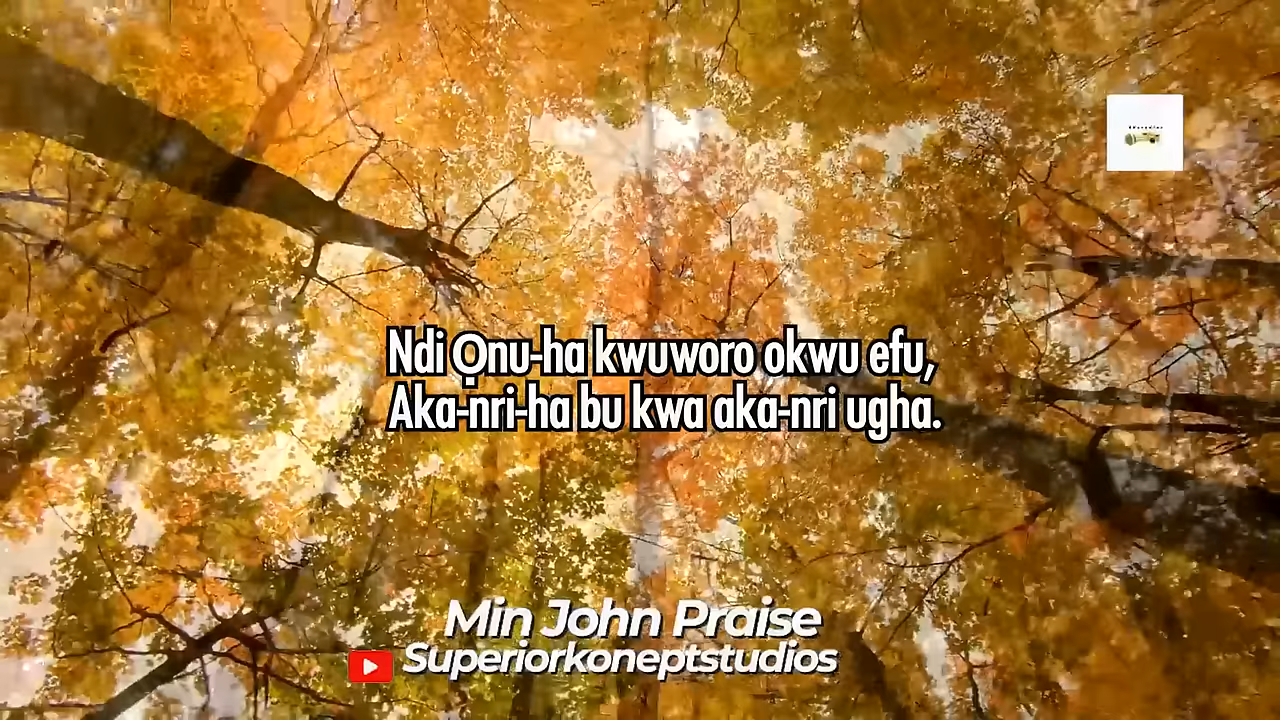 Ndi Ọnu-ha kwuworo okwu efu,
Aka-nri-ha bu kwa aka-nri ugha.
Min John Praise
Superiorkoneptstudios